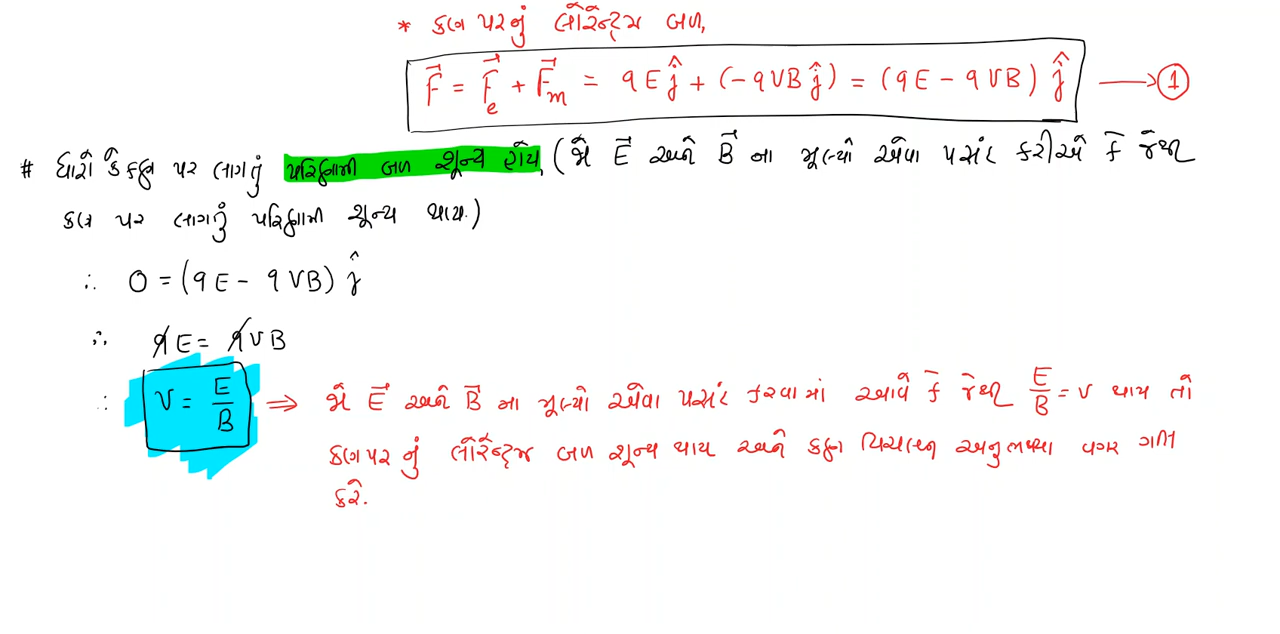 * કણ પરનું લોરેન્ટ્ઝ બળ,
F⃗ = F⃗e + F⃗m = qE ĵ + (-qVB ĵ) = (qE - qVB) ĵ ⟶ ①
# ધારો કે કણ પર લાગતું પરિણામી બળ શૂન્ય હોય, (જો E⃗ અને B⃗ ના મૂલ્યો એવા પસંદ કરીએ કે જેથી
કણ પર લાગતું પરિણામી શૂન્ય થાય.)
∴ 0 = (qE - qVB) ĵ
∴ qE = qVB
∴ V = E/B ⇒ જો E⃗ અને B⃗ ના મૂલ્યો એવા પસંદ કરવામાં આવે કે જેથી E/B = V થાય તો
કણ પરનું લોરેન્ટ્ઝ બળ શૂન્ય થાય અને કણ વિચલન અનુભવ્યા વગર ગતિ
કરે.